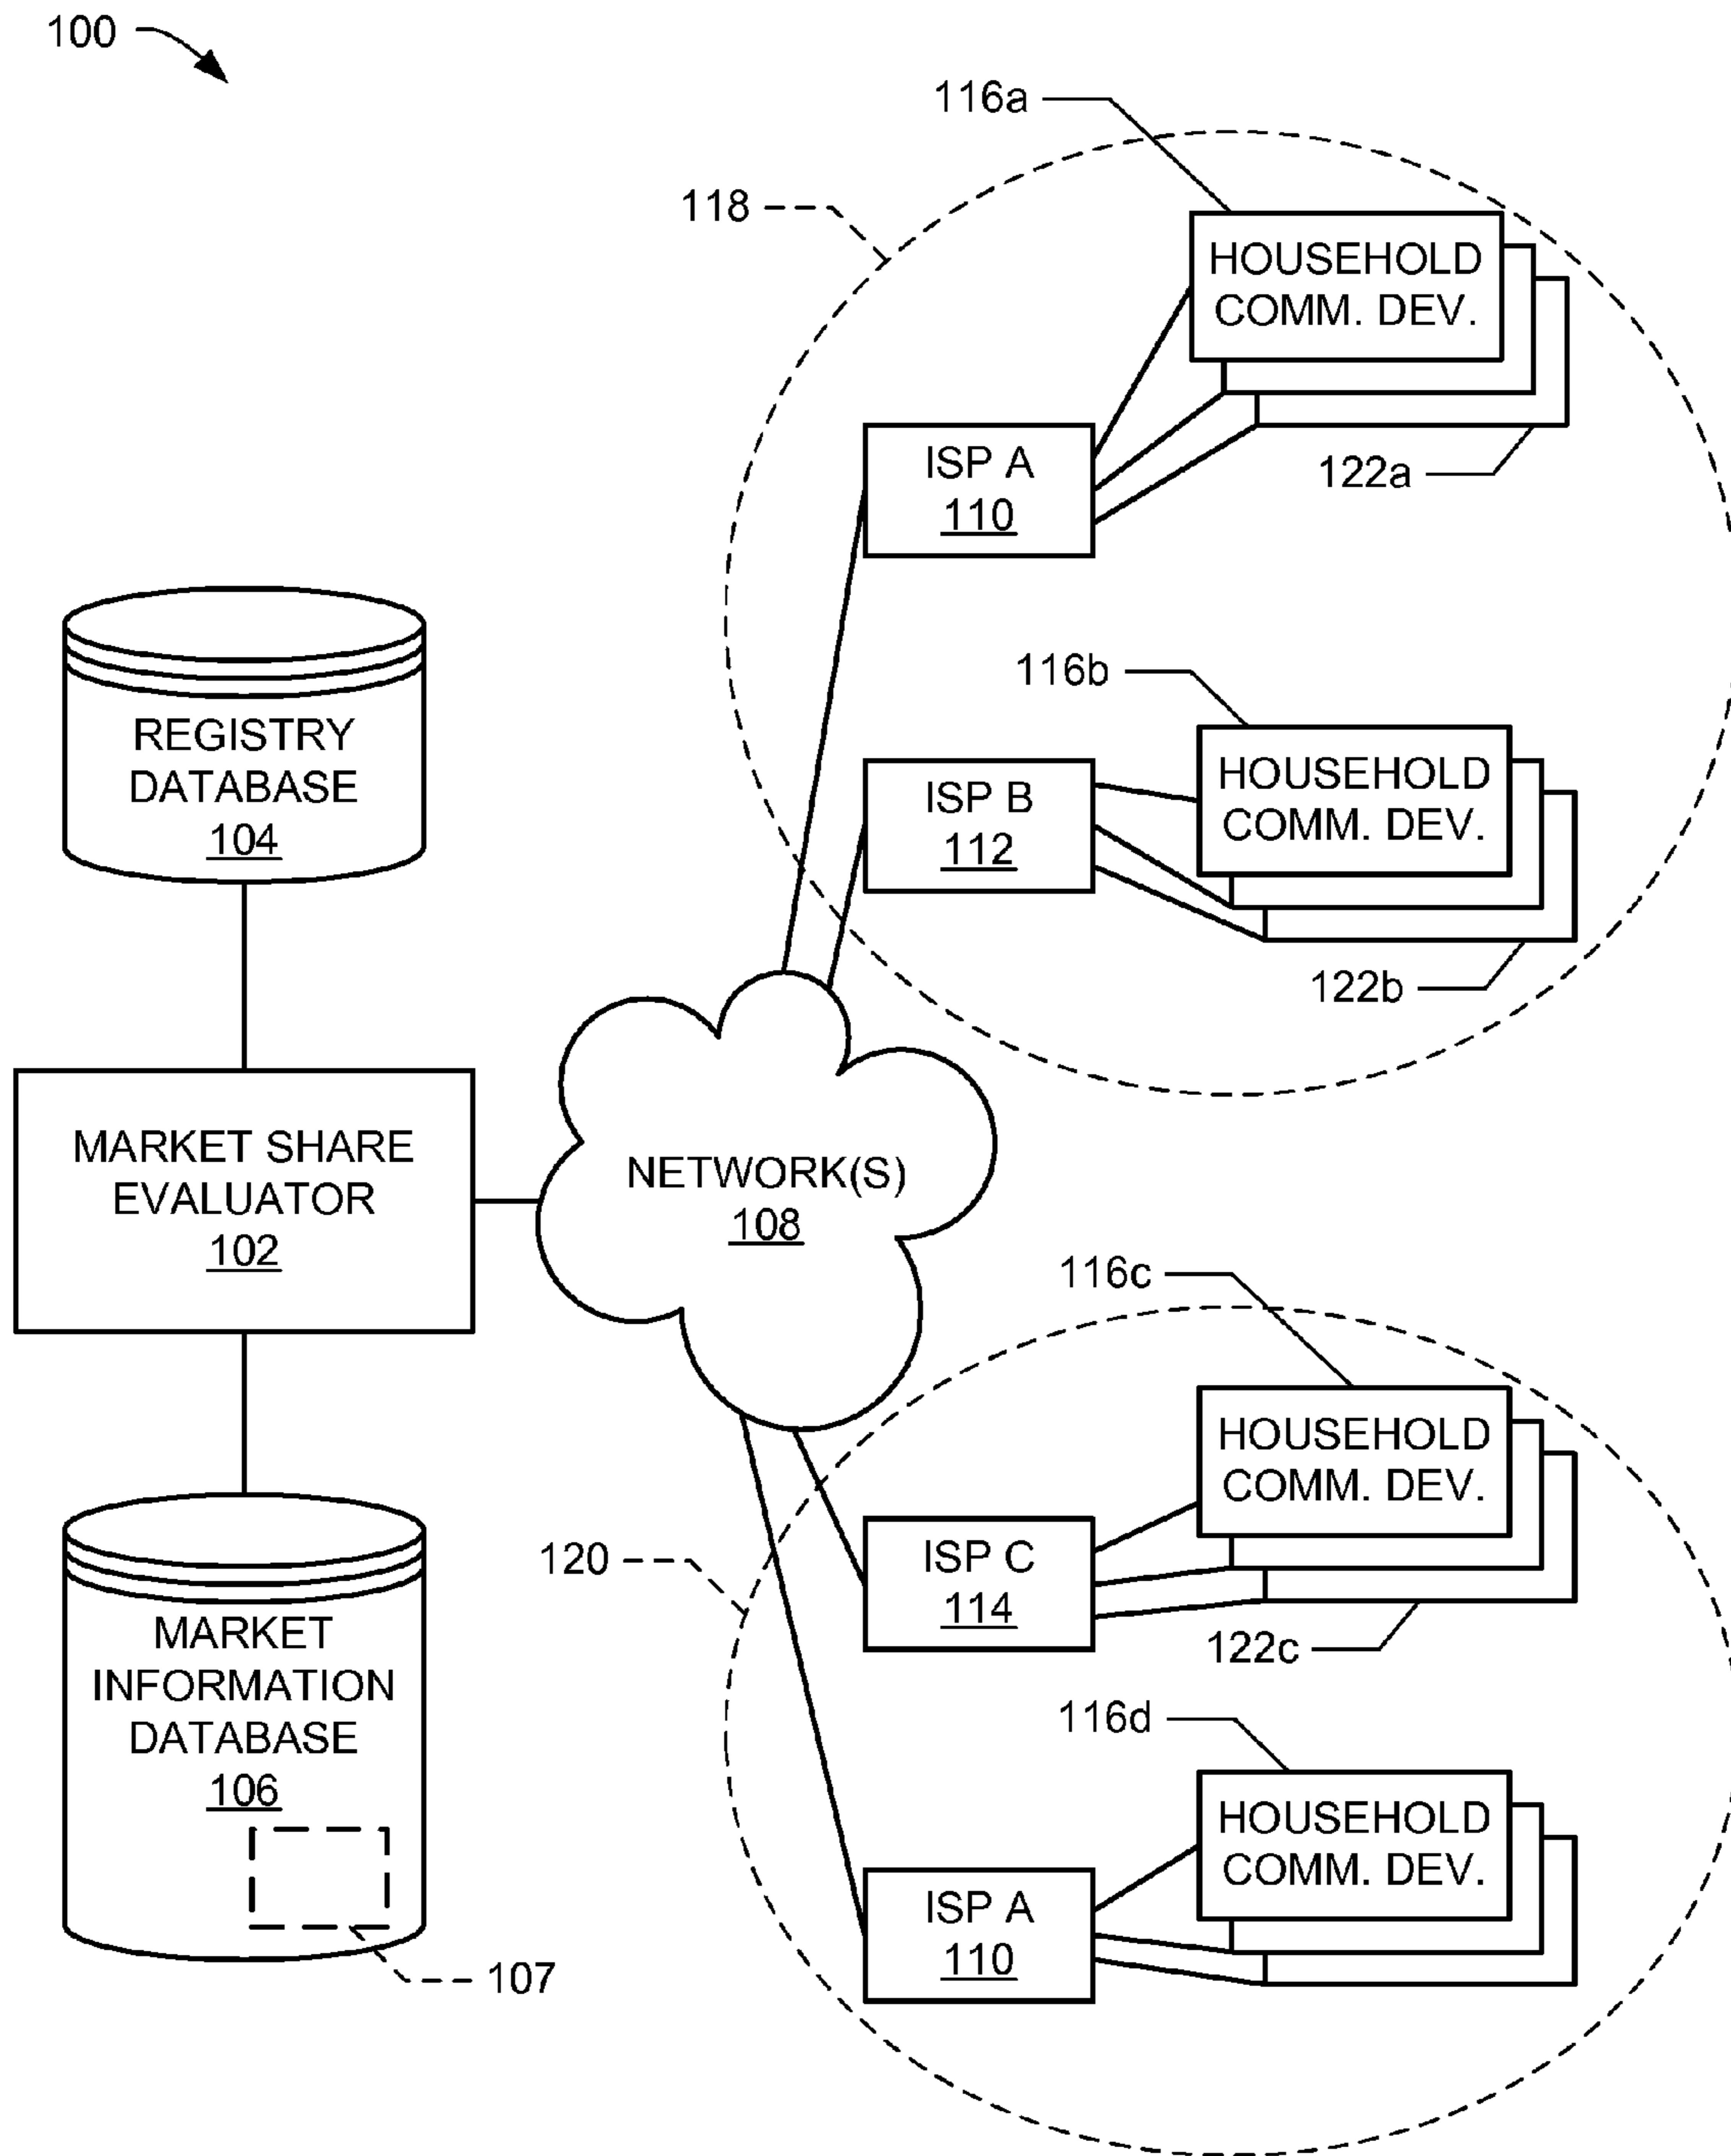 100
116a
118
HOUSEHOLD
COMM. DEV.
ISP A
110
122a
REGISTRY
DATABASE
104
116b
HOUSEHOLD
COMM. DEV.
ISP B
112
122b
MARKET SHARE
EVALUATOR
102
NETWORK(S)
108
116c
HOUSEHOLD
COMM. DEV.
120
ISP C
114
122c
MARKET
INFORMATION
DATABASE
106
107
116d
HOUSEHOLD
COMM. DEV.
ISP A
110